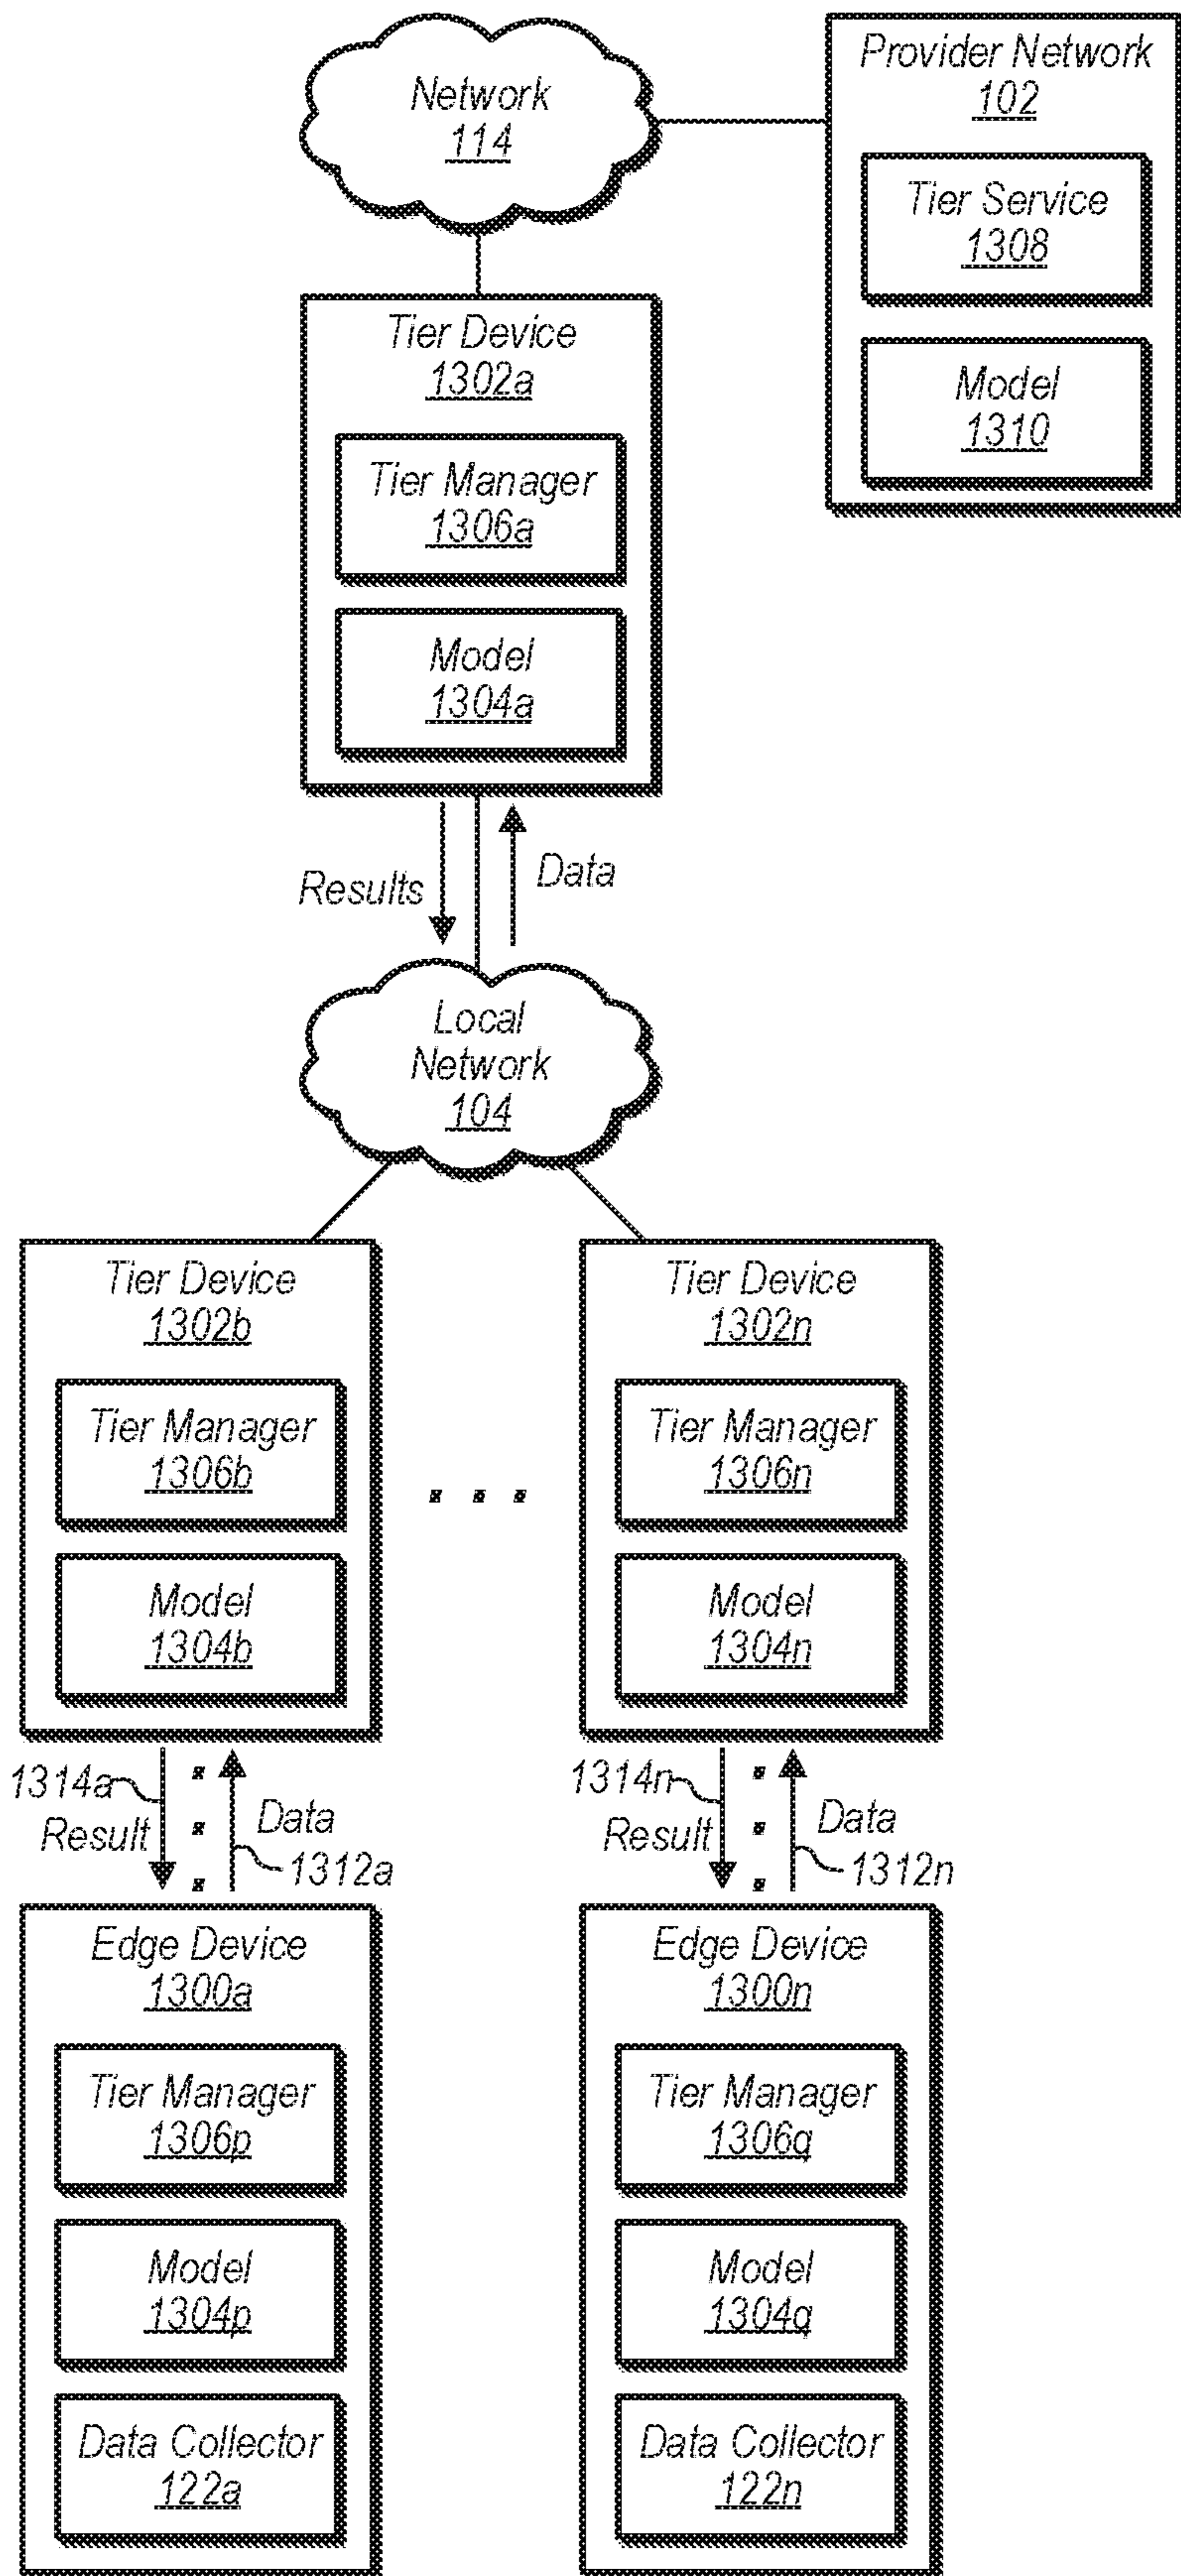 Network
114
Provider Network
102
Tier Service
1308
Model
1310
Tier Device
1302a
Tier Manager
1306a
Model
1304a
Results
Data
Local
Network
104
Tier Device
1302b
Tier Manager
1306b
Model
1304b
Tier Device
1302n
Tier Manager
1306n
Model
1304n
1314a
Result
Data
1312a
1314n
Result
Data
1312n
Edge Device
1300a
Tier Manager
1306p
Model
1304p
Data Collector
122a
Edge Device
1300n
Tier Manager
1306q
Model
1304q
Data Collector
122n